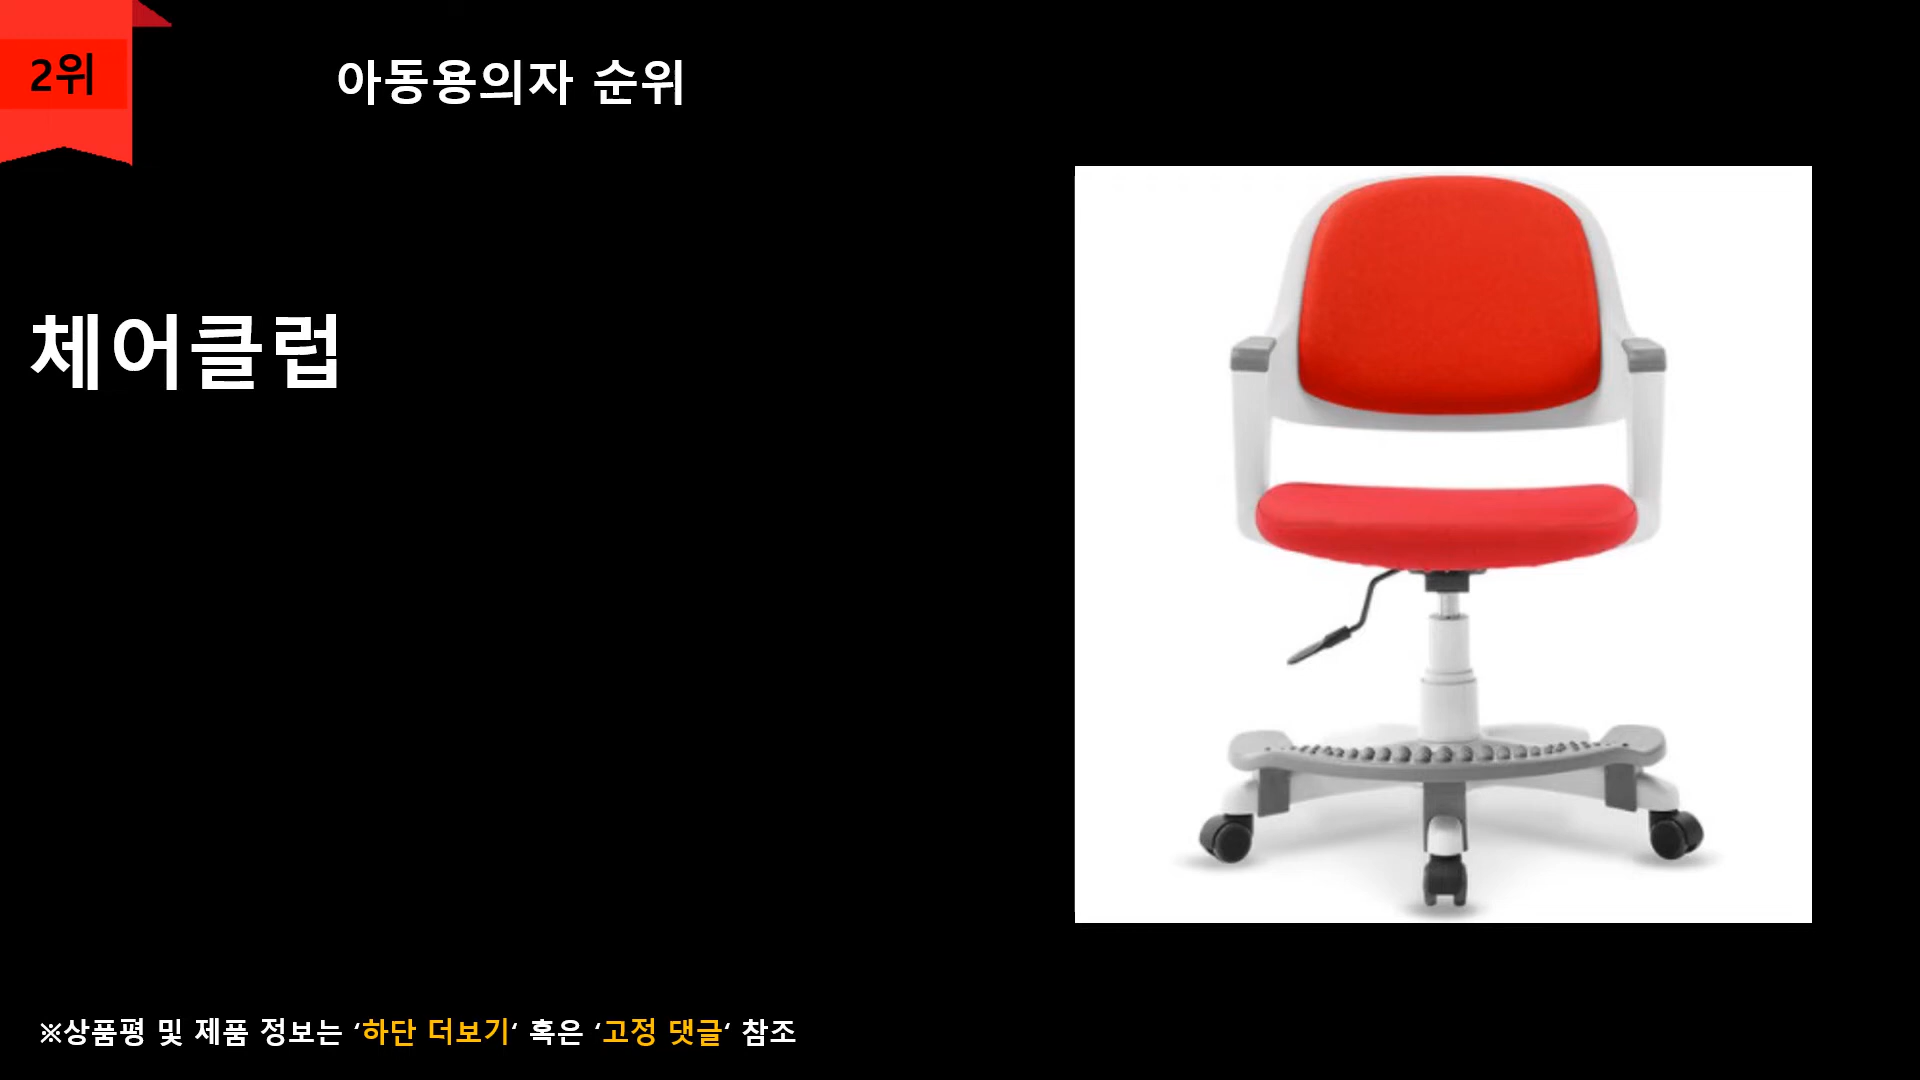 2위
아동용의자 순위
체어클럽
※상품평 및 제품 정보는 ‘하단 더보기‘ 혹은 ‘고정 댓글‘ 참조